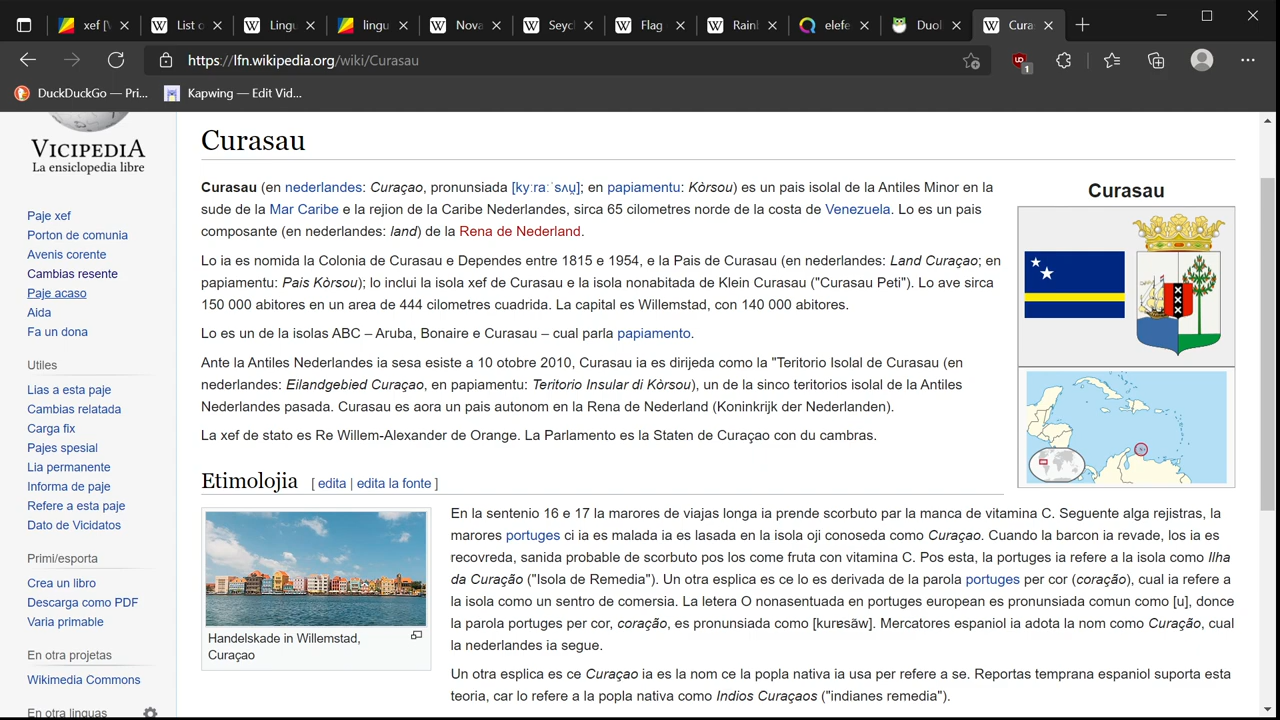 xef [V
List o
Lingu
lingu
Nova
Seyc
Flag
Rainl
elefe
Duol
Cura
https://lfn.wikipedia.org/wiki/Curasau
1
DuckDuckGo — Pri...
Kapwing — Edit Vid...
VICIPEDIA
La ensiclopedia libre
Paje xef
Porton de comunia
Avenis corente
Cambias resente
Paje acaso
Aida
Fa un dona
Utiles
Lias a esta paje
Cambias relatada
Carga fix
Pajes spesial
Lia permanente
Informa de paje
Refere a esta paje
Dato de Vicidatos
Primi/esporta
Crea un libro
Descarga como PDF
Varia primable
En otra projetas
Wikimedia Commons
En otra linguas
Curasau
Curasau (en nederlandes: Curaçao, pronunsiada [kyːraːˈsʌu̯]; en papiamentu: Kòrsou) es un pais isolal de la Antiles Minor en la
sude de la Mar Caribe e la rejion de la Caribe Nederlandes, sirca 65 cilometres norde de la costa de Venezuela. Lo es un pais
composante (en nederlandes: land) de la Rena de Nederland.
Lo ia es nomida la Colonia de Curasau e Dependes entre 1815 e 1954, e la Pais de Curasau (en nederlandes: Land Curaçao; en
papiamentu: Pais Kòrsou); lo inclui la isola xef de Curasau e la isola nonabitada de Klein Curasau ("Curasau Peti"). Lo ave sirca
150 000 abitores en un area de 444 cilometres cuadrida. La capital es Willemstad, con 140 000 abitores.
Lo es un de la isolas ABC – Aruba, Bonaire e Curasau – cual parla papiamento.
Ante la Antiles Nederlandes ia sesa esiste a 10 otobre 2010, Curasau ia es dirijeda como la "Teritorio Isolal de Curasau (en
nederlandes: Eilandgebied Curaçao, en papiamentu: Teritorio Insular di Kòrsou), un de la sinco teritorios isolal de la Antiles
Nederlandes pasada. Curasau es aora un pais autonom en la Rena de Nederland (Koninkrijk der Nederlanden).
La xef de stato es Re Willem-Alexander de Orange. La Parlamento es la Staten de Curaçao con du cambras.
Etimolojia [ edita | edita la fonte ]
En la sentenio 16 e 17 la marores de viajas longa ia prende scorbuto par la manca de vitamina C. Seguente alga rejistras, la
marores portuges ci ia es malada ia es lasada en la isola oji conoseda como Curaçao. Cuando la barcon ia revade, los ia es
recovreda, sanida probable de scorbuto pos los come fruta con vitamina C. Pos esta, la portuges ia refere a la isola como Ilha
da Curação ("Isola de Remedia"). Un otra esplica es ce lo es derivada de la parola portuges per cor (coração), cual ia refere a
la isola como un sentro de comersia. La letera O nonasentuada en portuges european es pronunsiada comun como [u], donce
la parola portuges per cor, coração, es pronunsiada como [kurɐsäw]. Mercatores espaniol ia adota la nom como Curação, cual
la nederlandes ia segue.
Un otra esplica es ce Curaçao ia es la nom ce la popla nativa ia usa per refere a se. Reportas temprana espaniol suporta esta
teoria, car lo refere a la popla nativa como Indios Curaçaos ("indianes remedia").
Handelskade in Willemstad,
Curaçao
Curasau